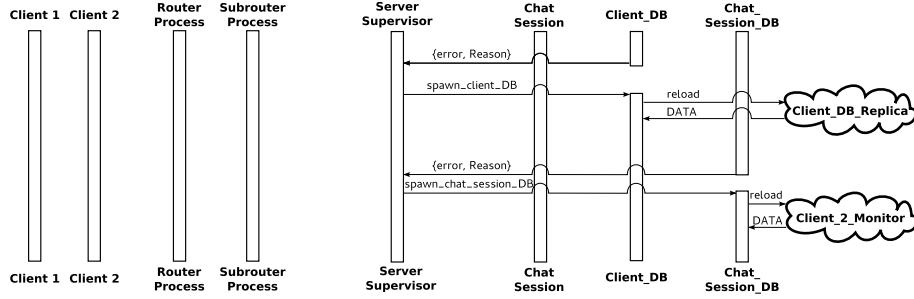 Client 1
Client 2
Router
Process
Subrouter
Process
Server
Supervisor
Chat
Session
Client_DB
Chat_
Session_DB
{error, Reason}
spawn_client_DB
reload
DATA
Client_DB_Replica
{error, Reason}
spawn_chat_session_DB
reload
DATA
Client_2_Monitor
Client 1
Client 2
Router
Process
Subrouter
Process
Server
Supervisor
Chat
Session
Client_DB
Chat_
Session_DB